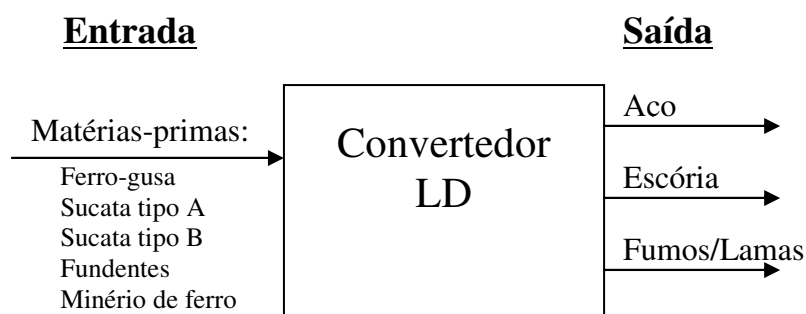 Entrada
Saída
Matérias-primas:
Ferro-gusa
Sucata tipo A
Sucata tipo B
Fundentes
Minério de ferro
Convertedor
LD
Aco
Escória
Fumos/Lamas